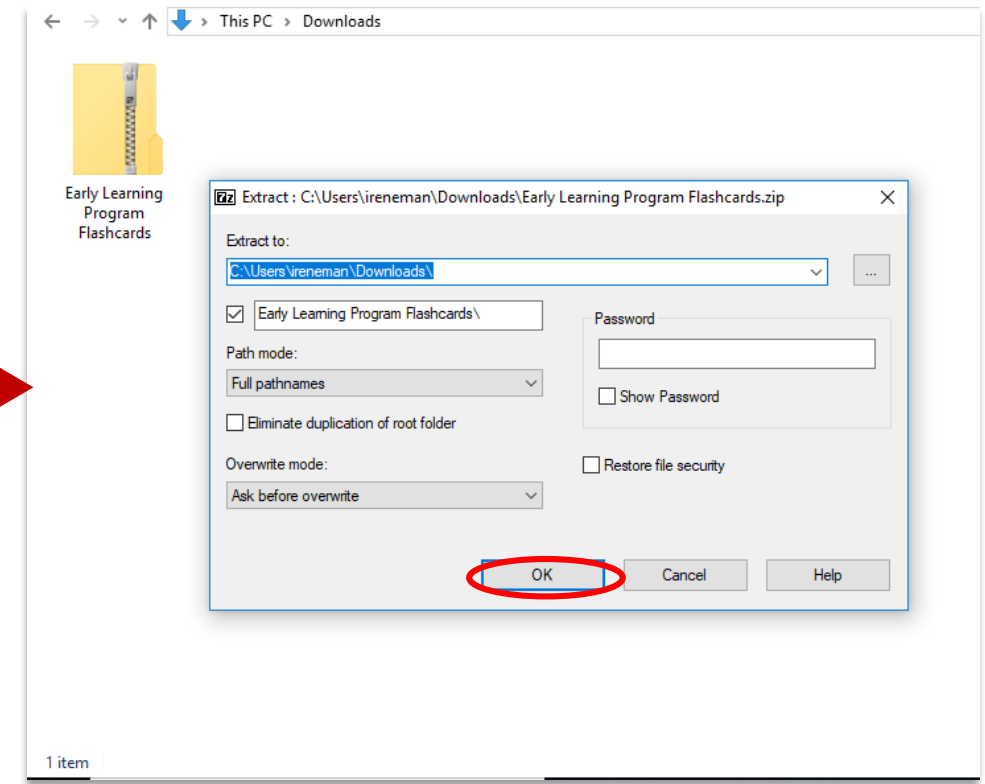 This PC > Downloads
Early Learning
Program
Flashcards
7z Extract : C:\Users\ireneman\Downloads\Early Learning Program Flashcards.zip
Extract to:
C:\Users\ireneman\Downloads\
...
Early Learning Program Flashcards\
Password
Path mode:
Full pathnames
Show Password
Eliminate duplication of root folder
Overwrite mode:
Restore file security
Ask before overwrite
OK Cancel Help
1 item